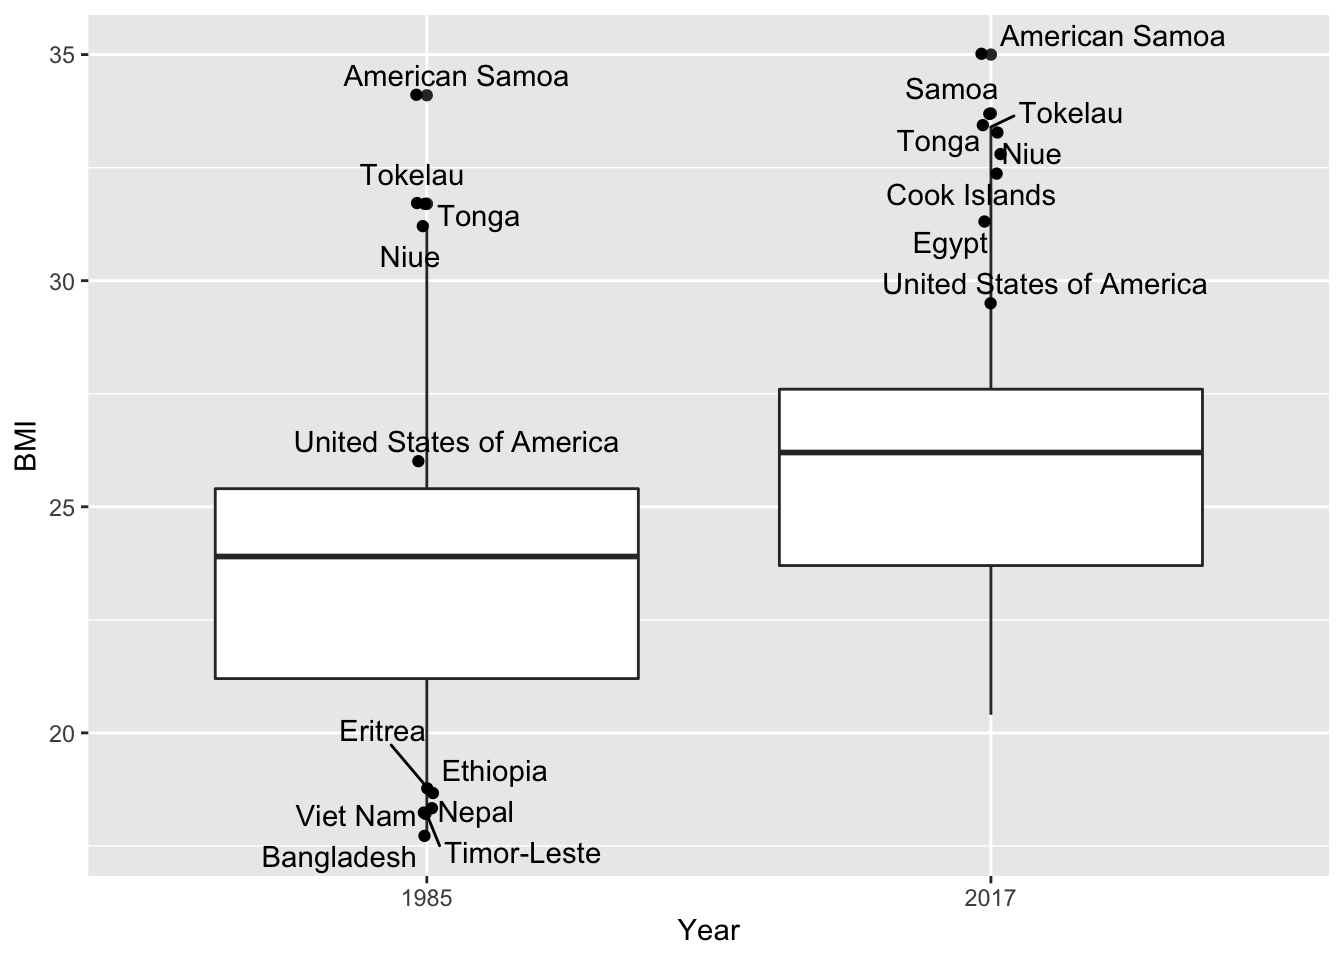 35
American Samoa
American Samoa
Samoa
Tokelau
Tonga
Niue
Tokelau
Cook Islands
Tonga
Egypt
Niue
30
United States of America
BMI
United States of America
25
20
Eritrea
Ethiopia
Viet Nam
Nepal
Bangladesh
Timor-Leste
1985
2017
Year